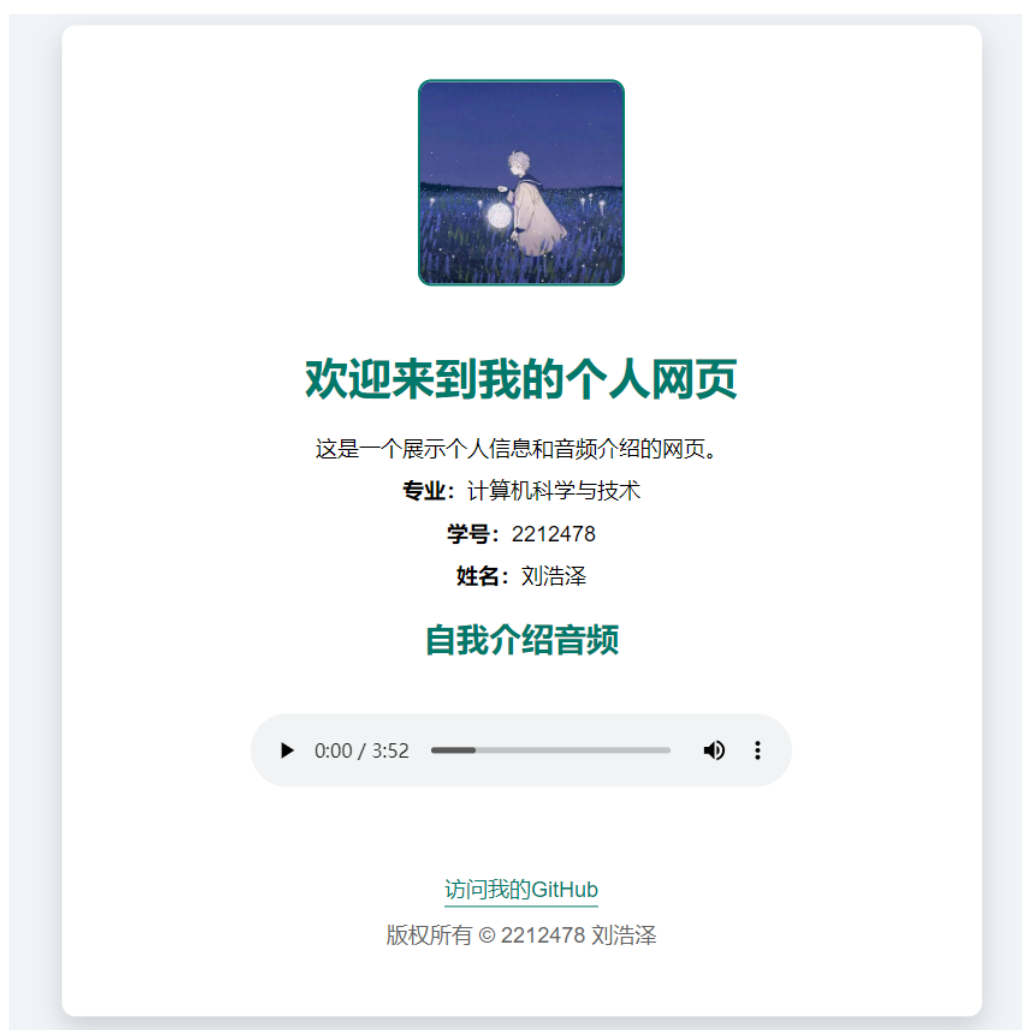 欢迎来到我的个人网页
这是一个展示个人信息和音频介绍的网页。
专业：计算机科学与技术
学号：2212478
姓名：刘浩泽
自我介绍音频
0:00 / 3:52
访问我的GitHub
版权所有 © 2212478 刘浩泽